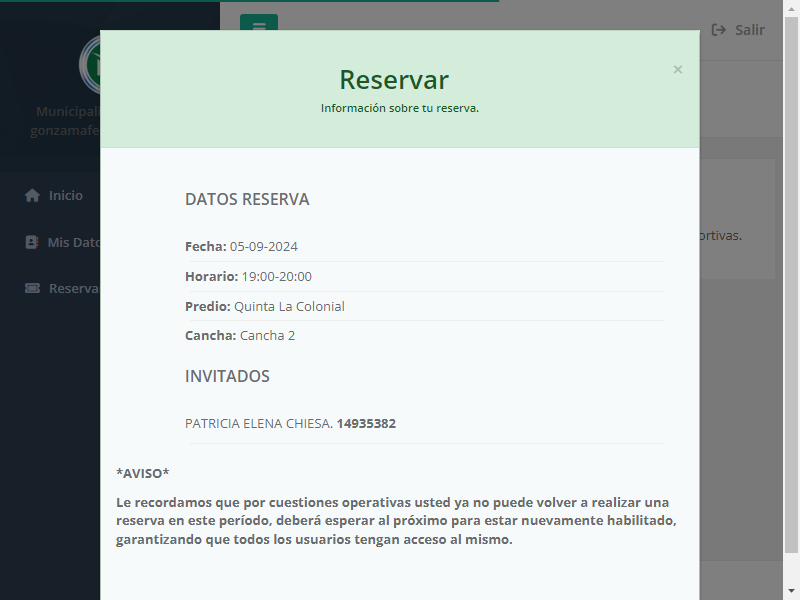 Salir
Reservar
×
Información sobre tu reserva.
Municipali
gonzamafe
Inicio
Mis Dato
Reserva
DATOS RESERVA
Fecha: 05-09-2024
Horario: 19:00-20:00
Predio: Quinta La Colonial
Cancha: Cancha 2
INVITADOS
PATRICIA ELENA CHIESA. 14935382
*AVISO*
Le recordamos que por cuestiones operativas usted ya no puede volver a realizar una
reserva en este período, deberá esperar al próximo para estar nuevamente habilitado,
garantizando que todos los usuarios tengan acceso al mismo.
ortivas.